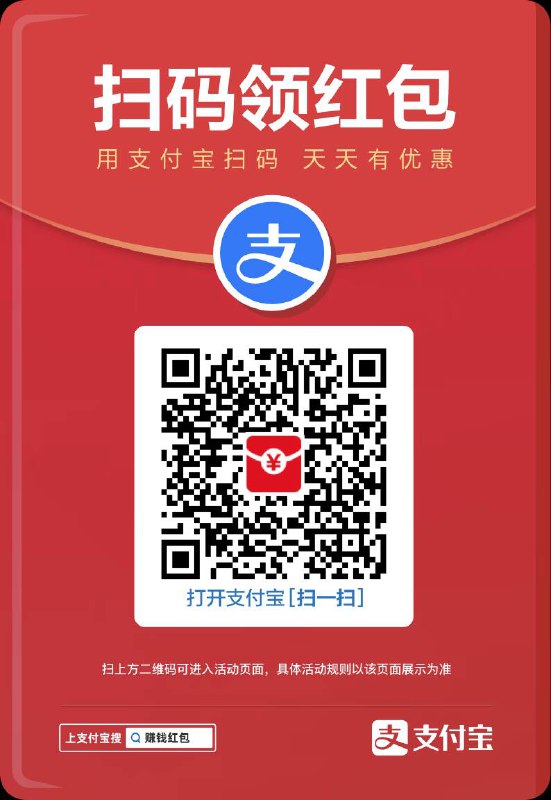 扫码领红包
用支付宝扫码 天天有优惠
支
¥
打开支付宝[扫一扫]
扫上方二维码可进入活动页面，具体活动规则以该页面展示为准
上支付宝搜 赚钱红包
支 支付宝